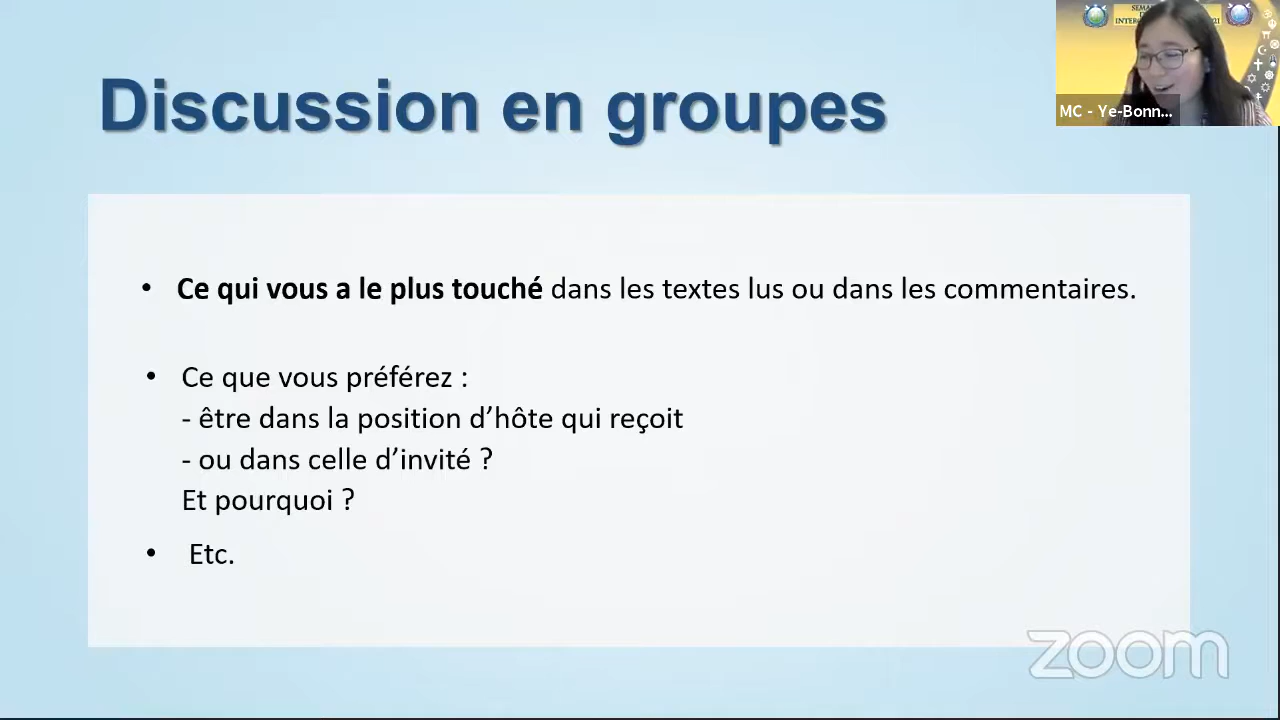 Discussion en groupes
MC - Ye-Bonn...
• Ce qui vous a le plus touché dans les textes lus ou dans les commentaires.
• Ce que vous préférez :
- être dans la position d’hôte qui reçoit
- ou dans celle d’invité ?
Et pourquoi ?
• Etc.
zoom